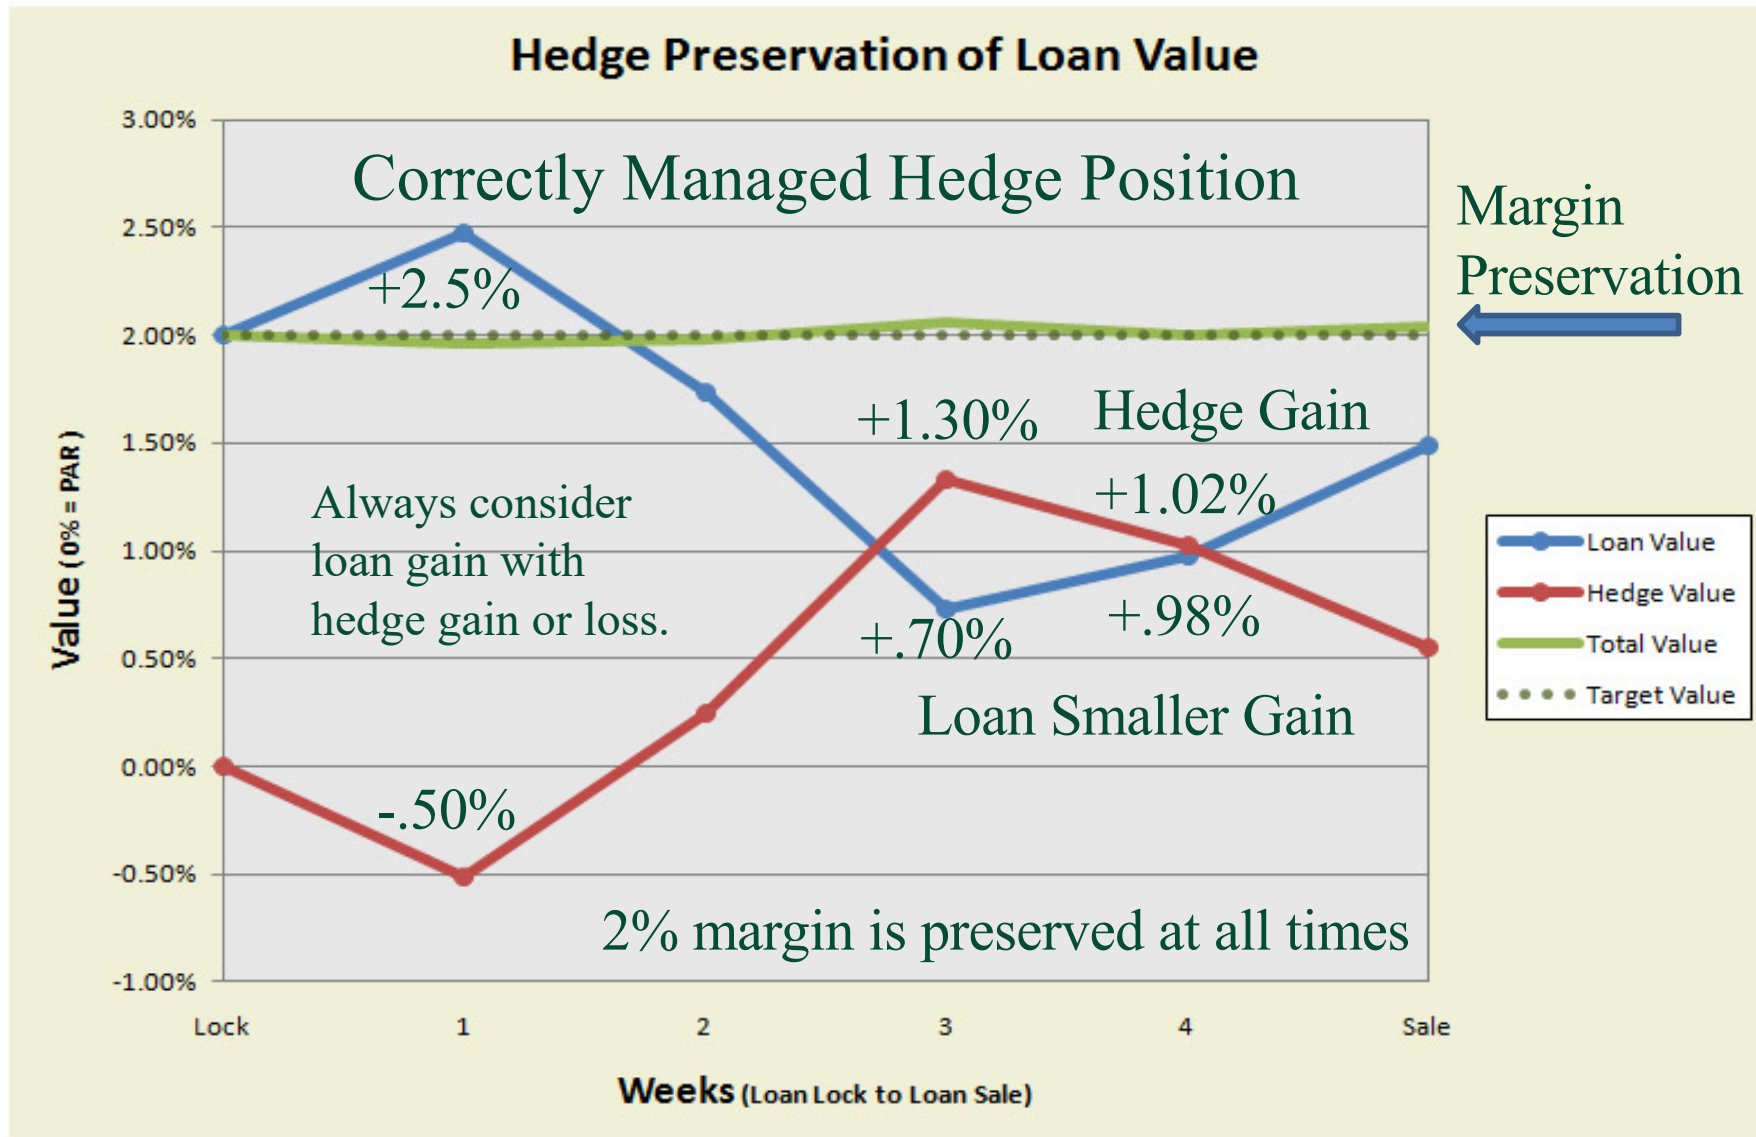 Hedge Preservation of Loan Value
3.00%
2.50%
2.00%
1.50%
1.00%
0.50%
0.00%
-0.50%
-1.00%
Value (0% = PAR)
Correctly Managed Hedge Position
Margin
Preservation
+2.5%
+1.30%
Hedge Gain
+1.02%
Always consider
loan gain with
hedge gain or loss.
+.70%
+.98%
Loan Smaller Gain
-.50%
2% margin is preserved at all times
Loan Value
Hedge Value
Total Value
Target Value
Lock
1
2
3
4
Sale
Weeks (Loan Lock to Loan Sale)